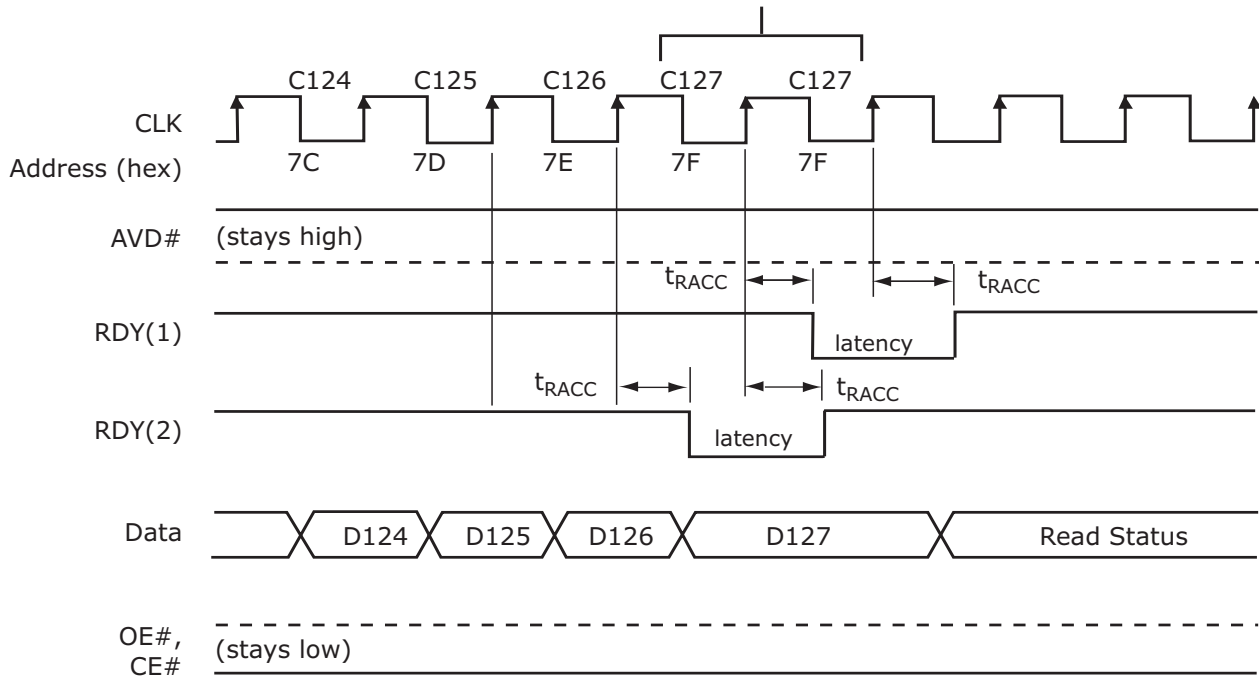 C124 C125 C126 C127 C127
CLK
Address (hex) 7C 7D 7E 7F 7F
AVD# (stays high)
tRACC tRACC
RDY(1)
latency
tRACC tRACC
RDY(2)
latency
Data D124 D125 D126 D127 Read Status
OE#,
CE# (stays low)